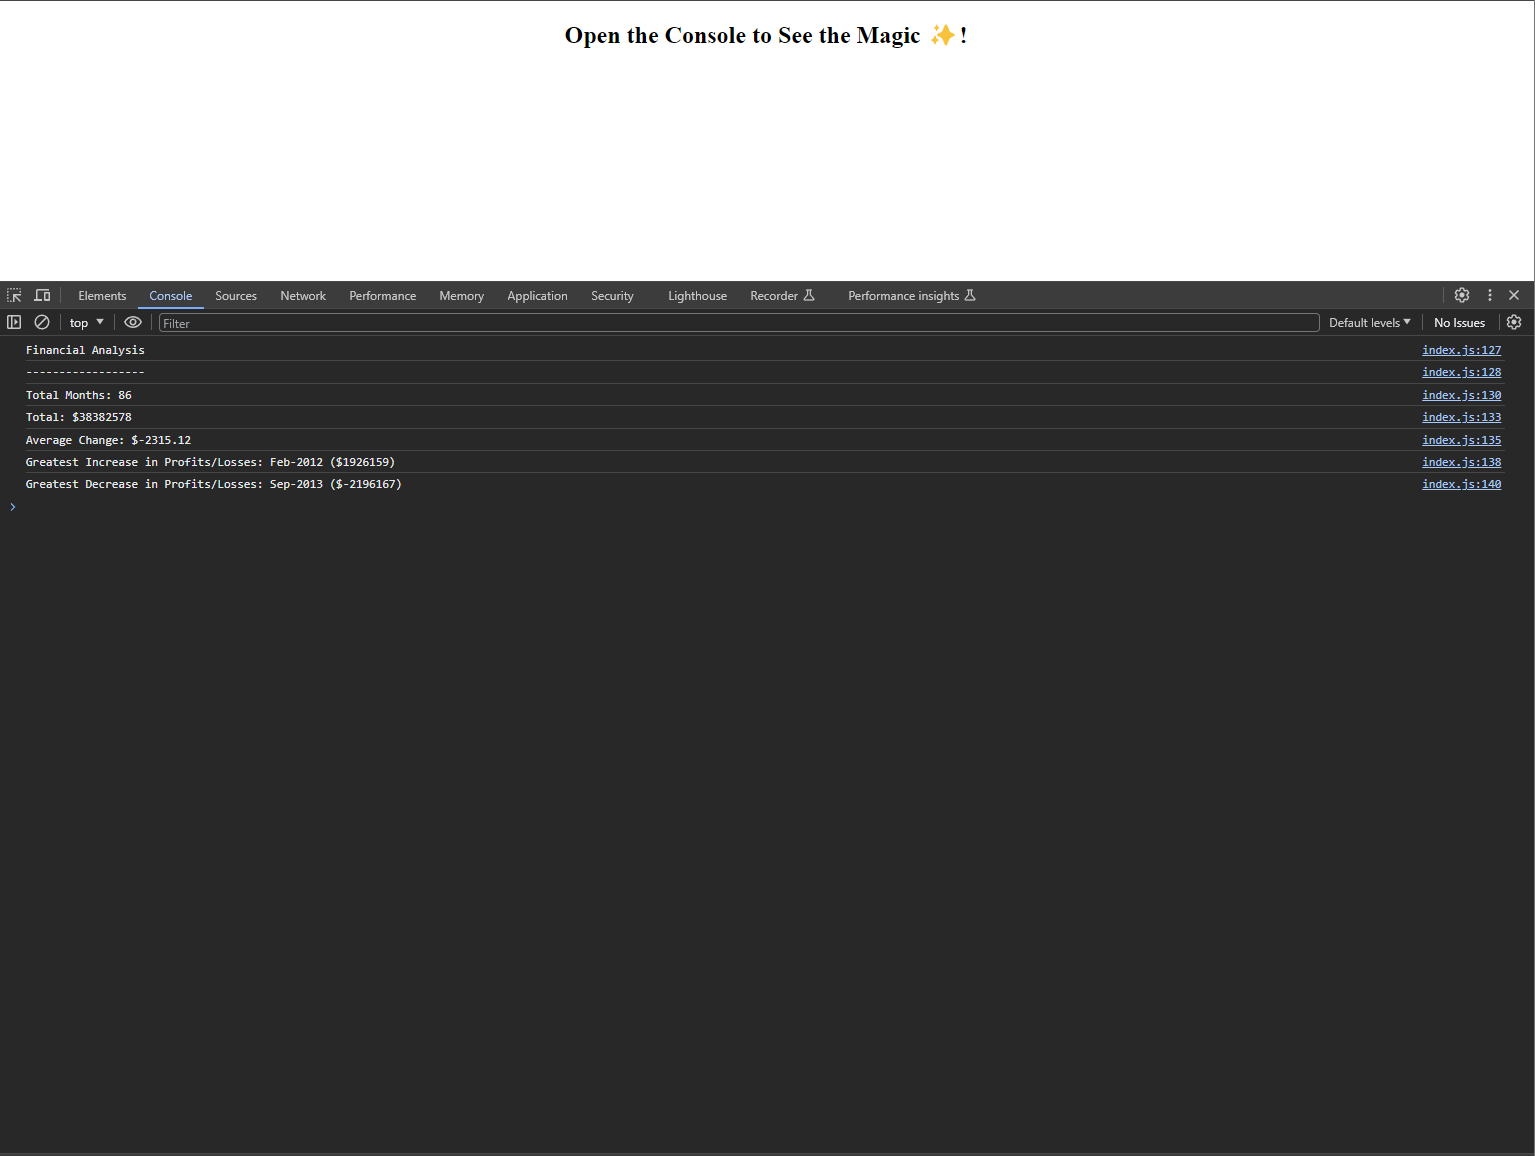 Open the Console to See the Magic ✨!
Elements Console Sources Network Performance Memory Application Security Lighthouse Recorder Performance insights
top Filter Default levels No Issues
Financial Analysis index.js:127
------------------ index.js:128
Total Months: 86 index.js:130
Total: $38382578 index.js:133
Average Change: $-2315.12 index.js:135
Greatest Increase in Profits/Losses: Feb-2012 ($1926159) index.js:138
Greatest Decrease in Profits/Losses: Sep-2013 ($-2196167) index.js:140